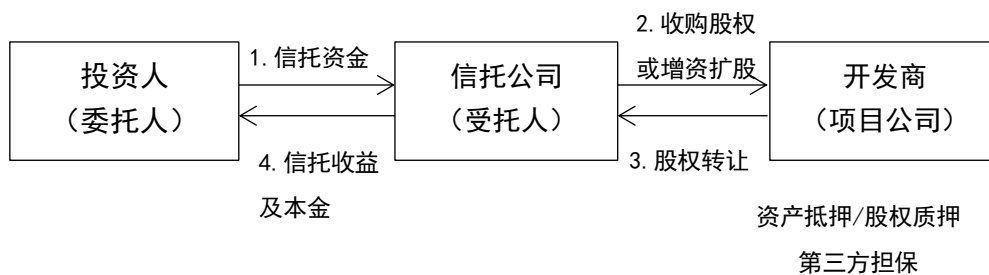 投资人
（委托人）
1.信托资金
4.信托收益
及本金
信托公司
（受托人）
2.收购股权
或增资扩股
3.股权转让
开发商
（项目公司）
资产抵押/股权质押
第三方担保